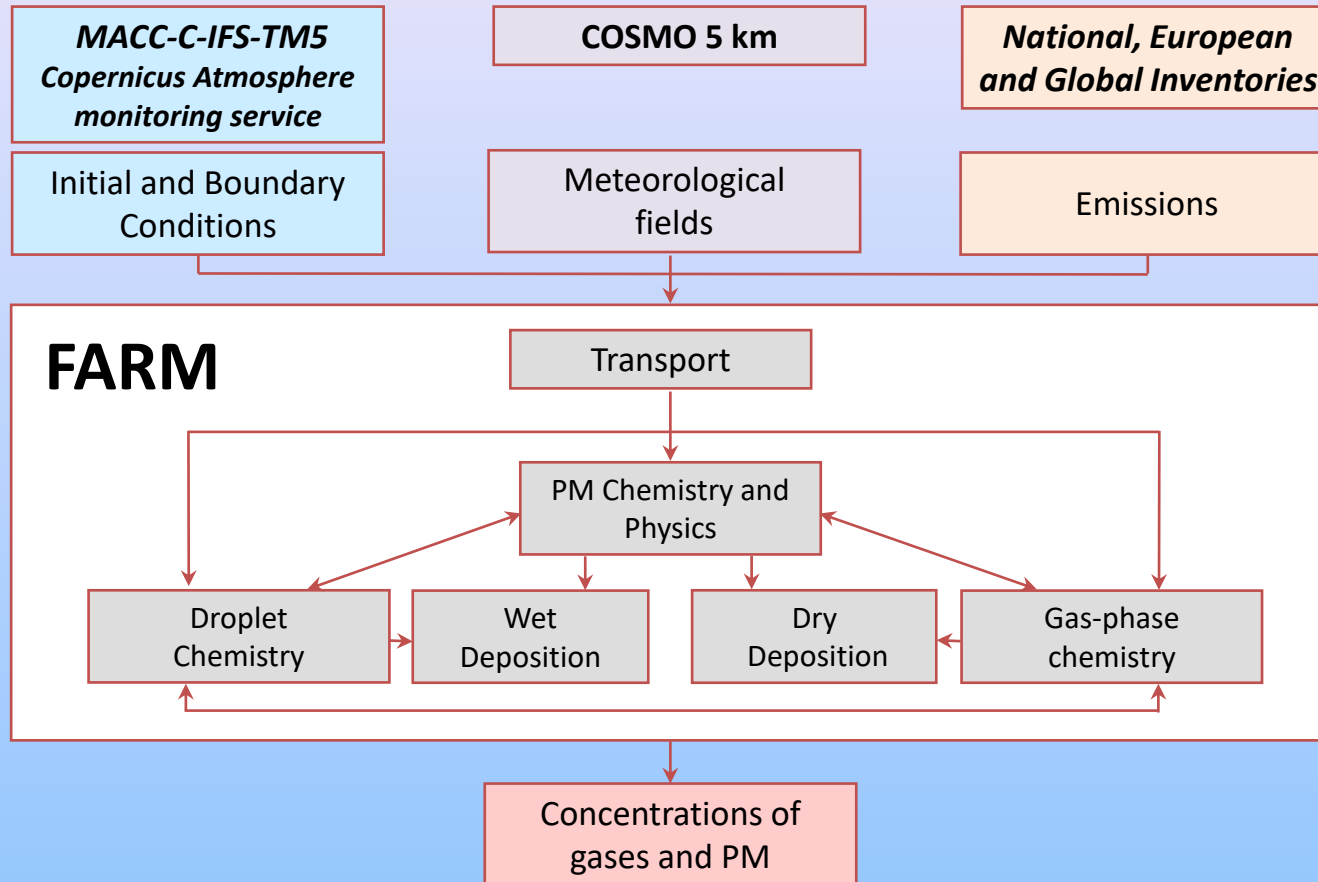 MACC-C-IFS-TM5
Copernicus Atmosphere
monitoring service
COSMO 5 km
National, European
and Global Inventories
Initial and Boundary
Conditions
Meteorological
fields
Emissions
FARM
Transport
PM Chemistry and
Physics
Droplet
Chemistry
Wet
Deposition
Dry
Deposition
Gas-phase
chemistry
Concentrations of
gases and PM